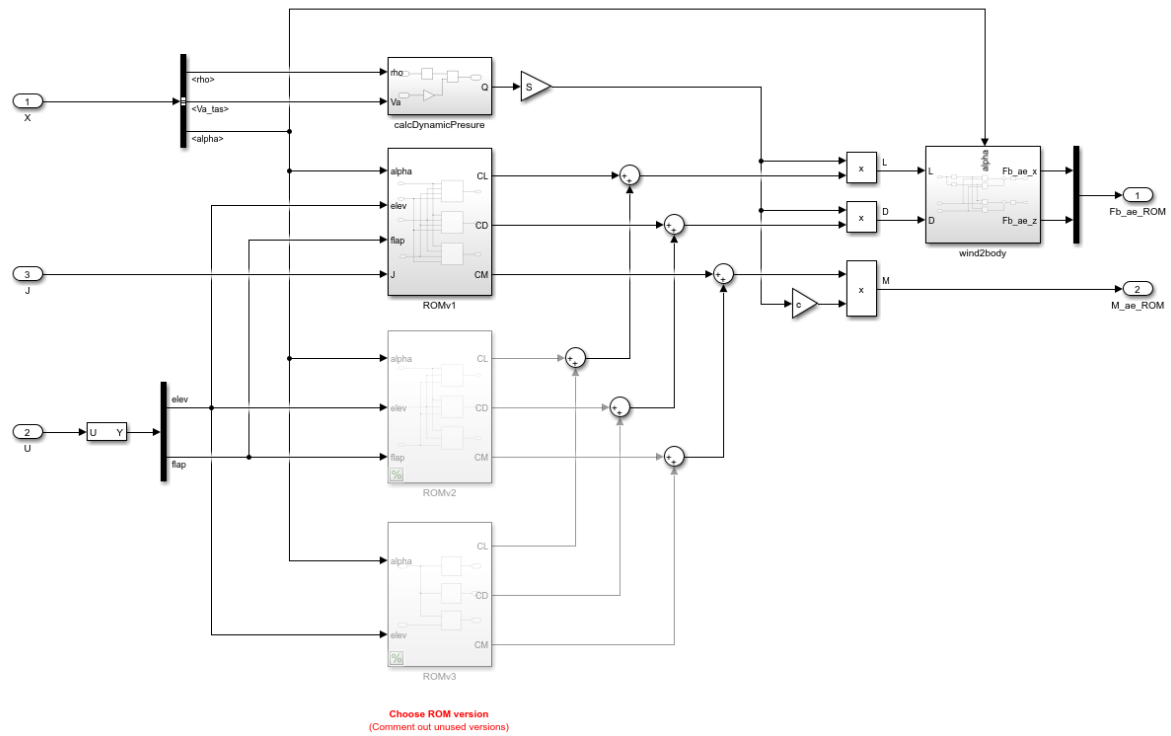 1
X
<rho>
<Va_tas>
<alpha>
rho
Va
Q
calcDynamicPresure
S
alpha
elev
flap
J
CL
CD
CM
ROMv1
3
J
+
+
+
+
+
+
x
L
x
D
x
M
c
alpha
L
D
Fb_ae_x
Fb_ae_z
wind2body
1
Fb_ae_ROM
2
M_ae_ROM
alpha
elev
flap
CL
CD
CM
%
ROMv2
+
+
+
+
+
+
2
U
U Y
elev
flap
alpha
elev
CL
CD
CM
%
ROMv3
Choose ROM version
(Comment out unused versions)